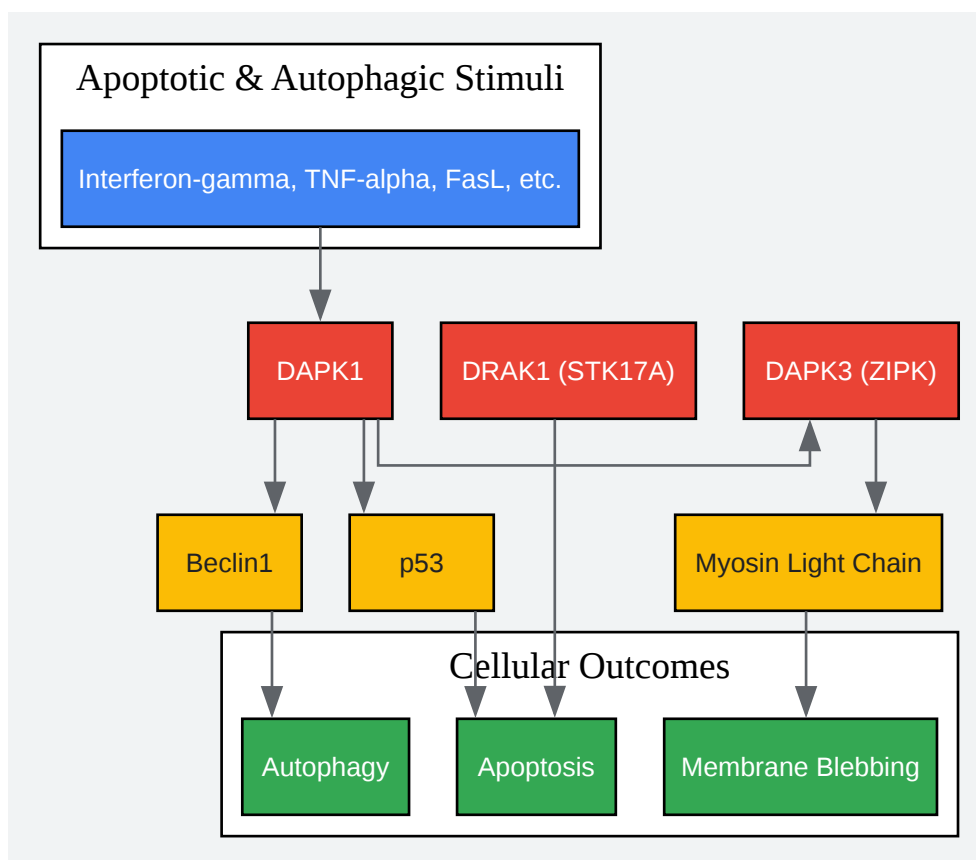 Apoptotic & Autophagic Stimuli
Interferon-gamma, TNF-alpha, FasL, etc.
DAPK1
DRAK1 (STK17A)
DAPK3 (ZIPK)
Beclin1
p53
Myosin Light Chain
Cellular Outcomes
Autophagy
Apoptosis
Membrane Blebbing